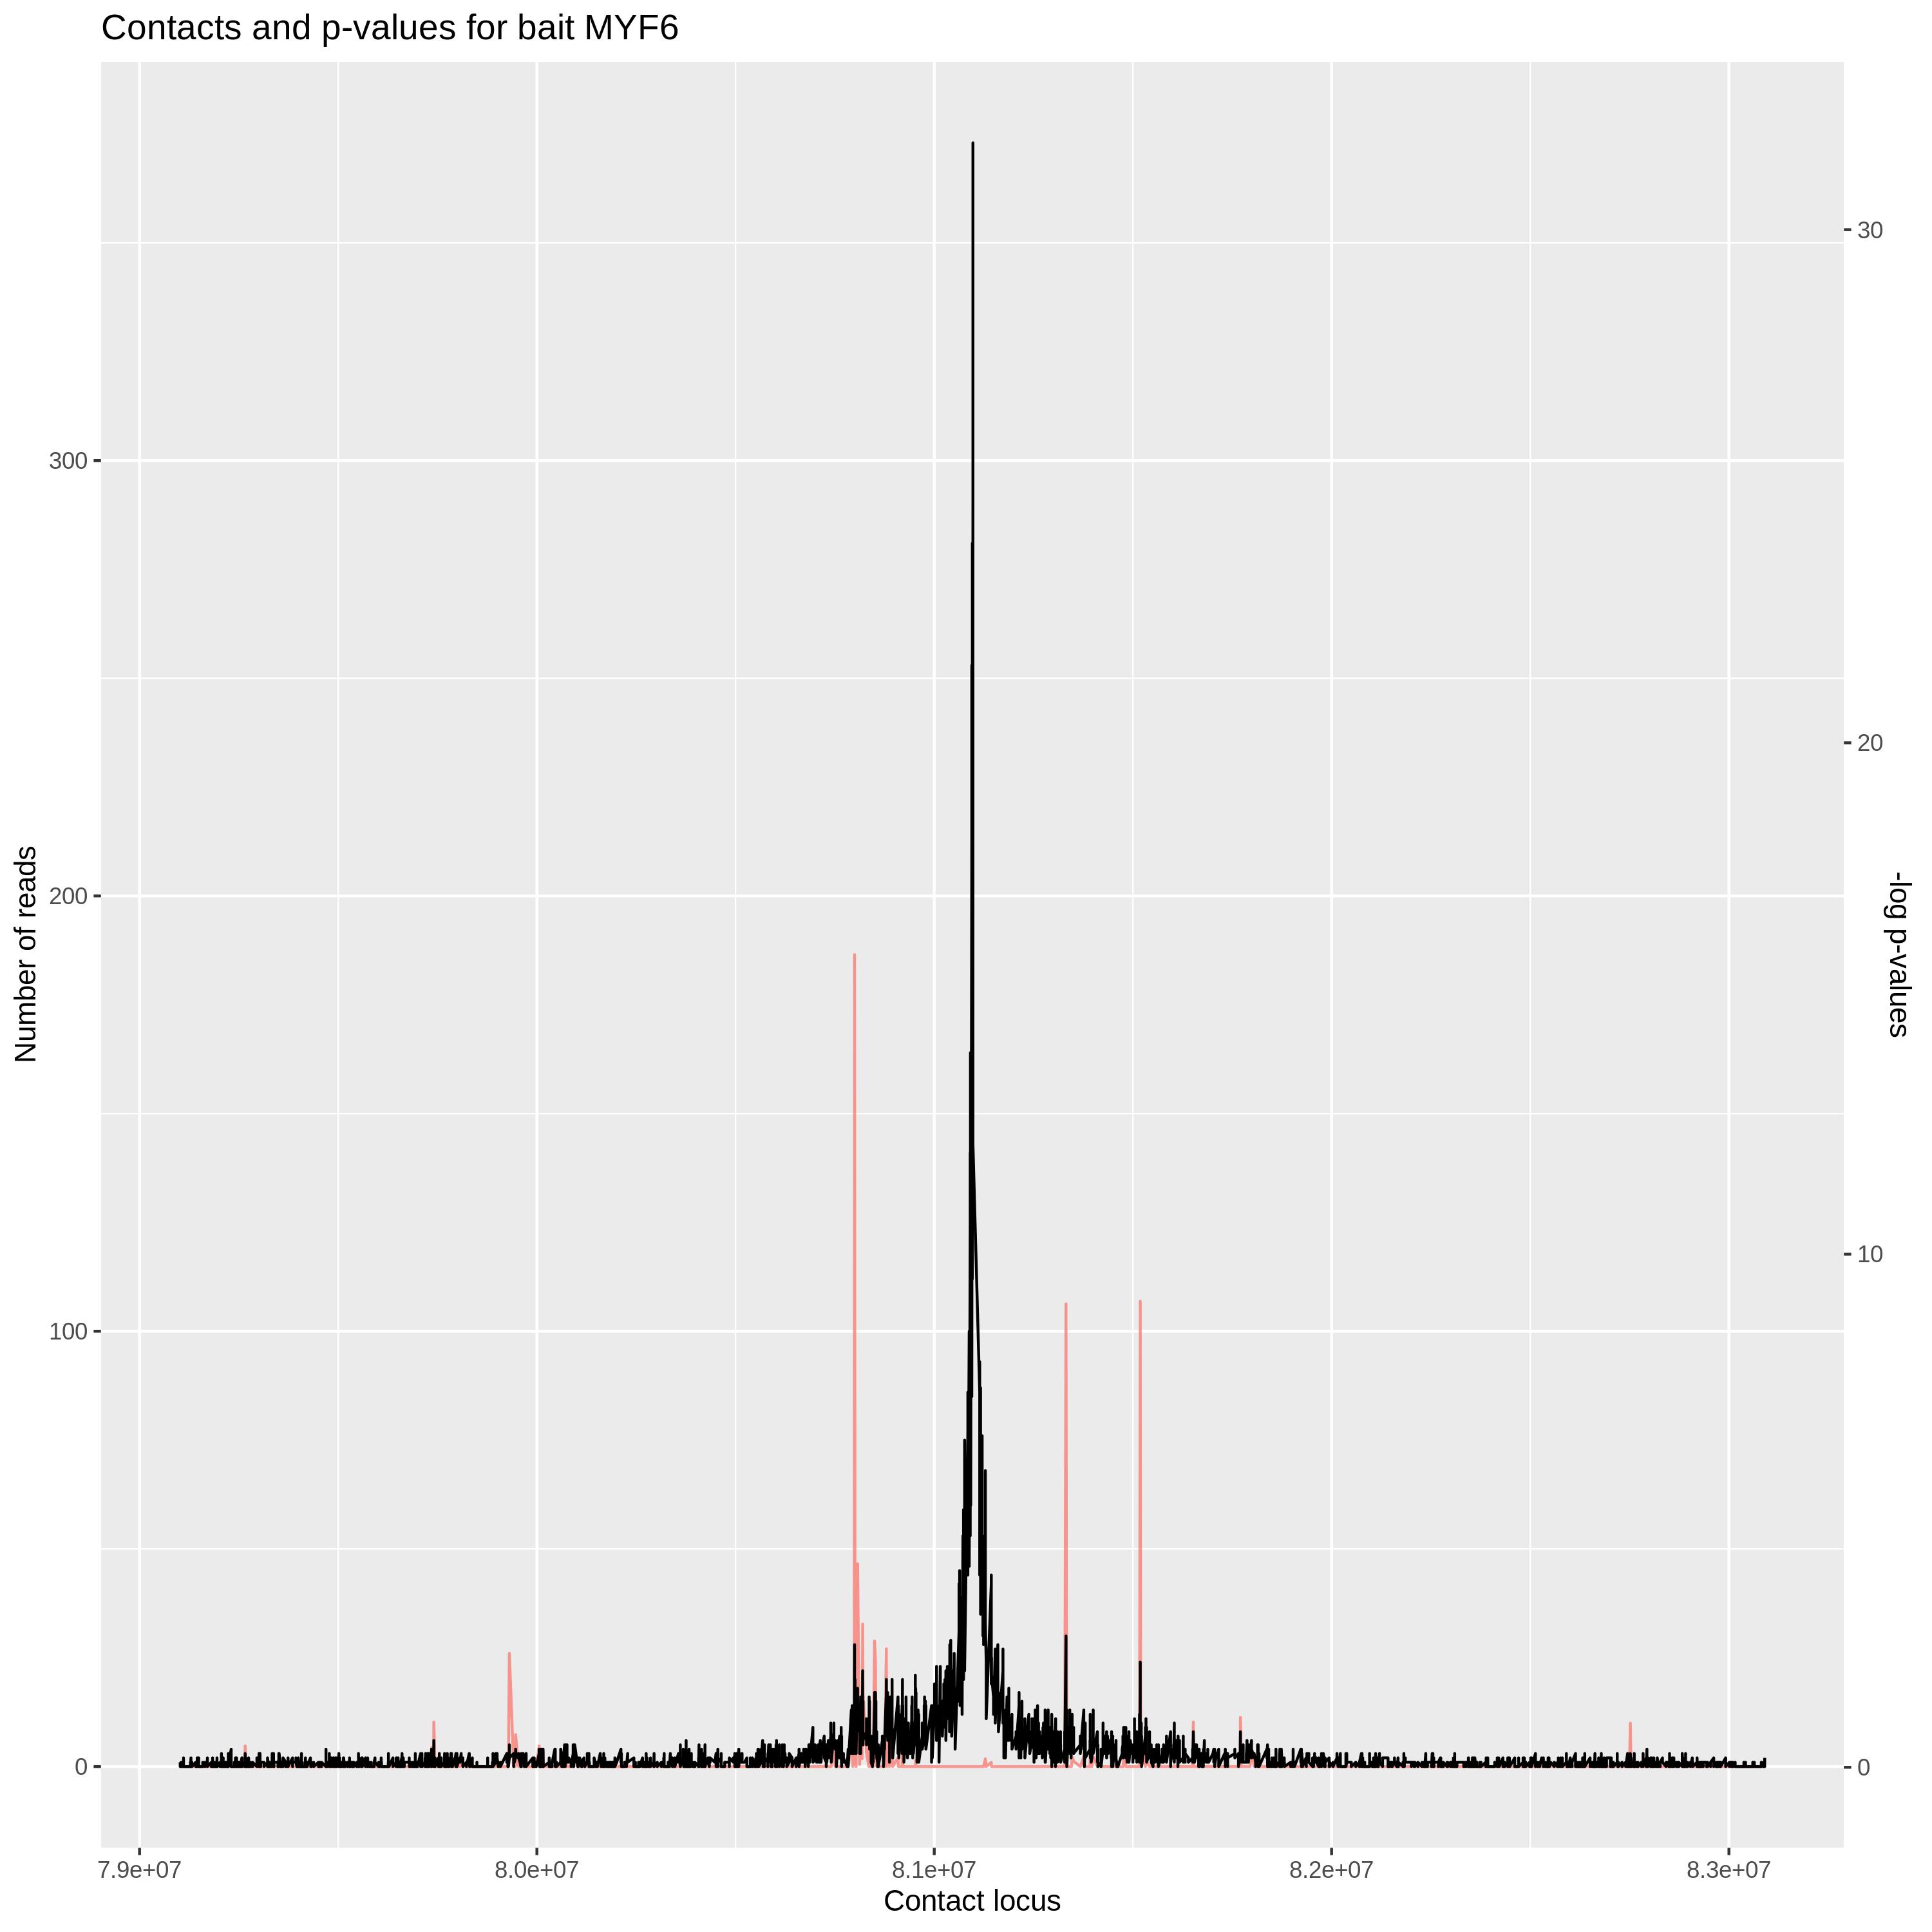 Contacts and p-values for bait MYF6
300
200
100
0
30
20
10
0
Number of reads
-log p-values
7.9e+07
8.0e+07
8.1e+07
8.2e+07
8.3e+07
Contact locus